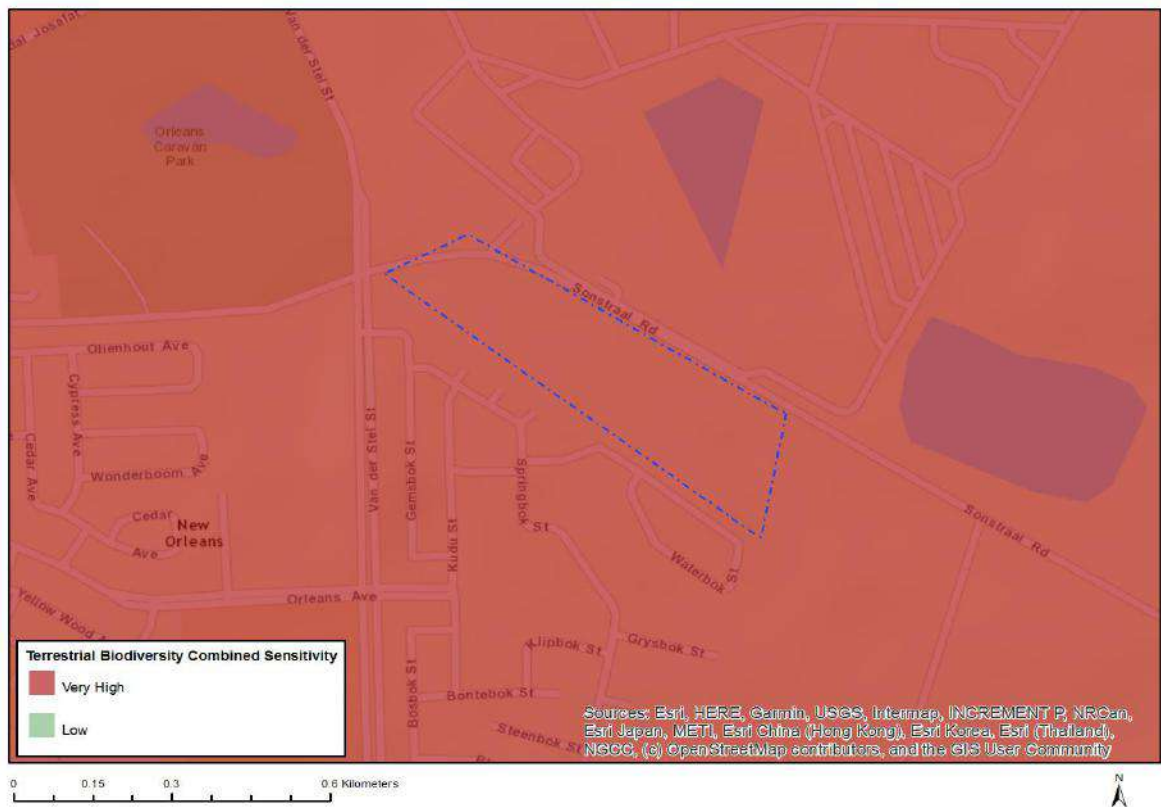 dal Josafat
Van der Stel St
Orleans
Caravan
Park
Sonstraal Rd
Olienhout Ave
Cypress Ave
Cedar Ave
Wonderboom Ave
Van der Stel St
Gemsbok St
Kudu St
Springbok St
Cedar Ave
New
Orleans
Waterbok St
Sonstraal Rd
Orleans Ave
Yellow Wood
Klipbok St
Grysbok St
Bosbok St
Bontebok St
Steenbok St
Terrestrial Biodiversity Combined Sensitivity
Very High
Low
Sources: Esri, HERE, Garmin, USGS, Intermap, INCREMENT P, NRCan,
Esri Japan, METI, Esri China (Hong Kong), Esri Korea, Esri (Thailand),
NGCC, (c) OpenStreetMap contributors, and the GIS User Community
0 0.15 0.3 0.6 Kilometers
N